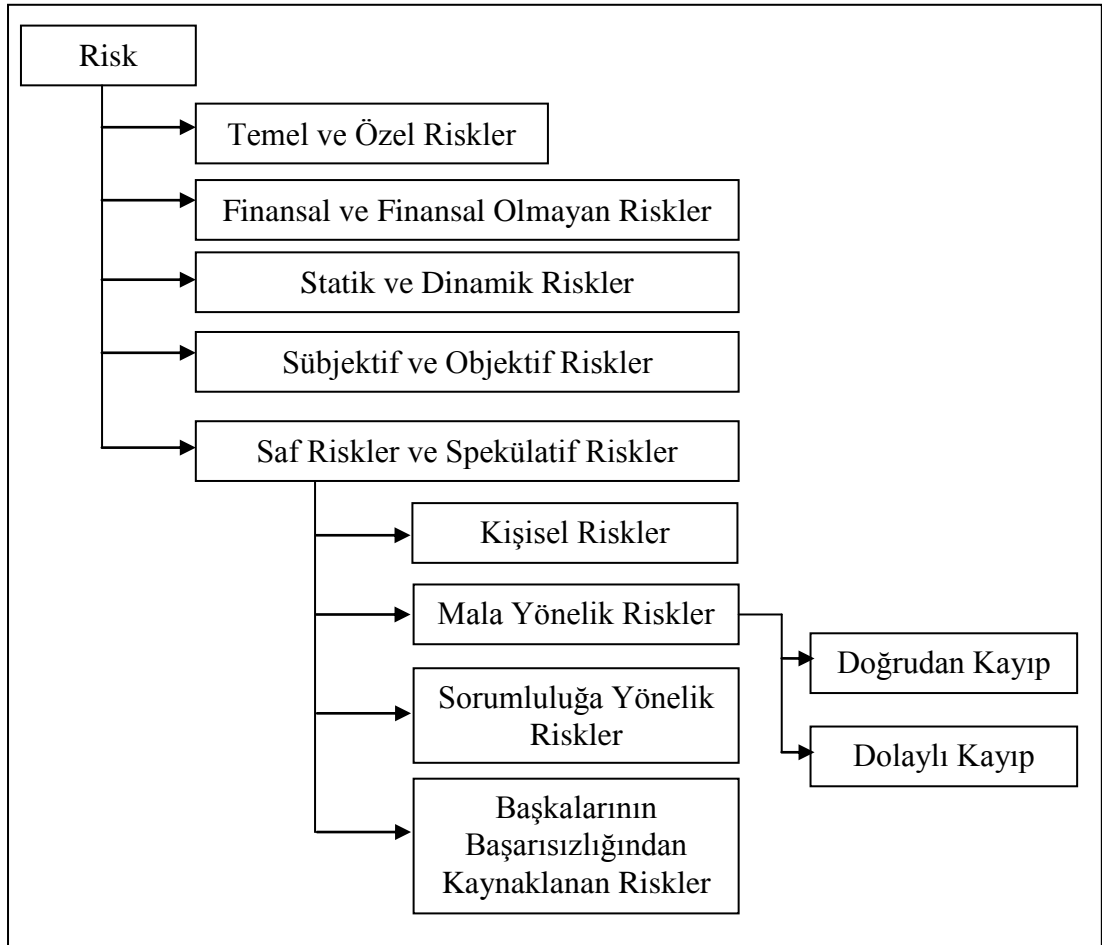 Risk
Temel ve Özel Riskler
Finansal ve Finansal Olmayan Riskler
Statik ve Dinamik Riskler
Sübjektif ve Objektif Riskler
Saf Riskler ve Spekülatif Riskler
Kişisel Riskler
Mala Yönelik Riskler
Doğrudan Kayıp
Sorumluluğa Yönelik
Riskler
Dolaylı Kayıp
Başkalarının
Başarısızlığından
Kaynaklanan Riskler